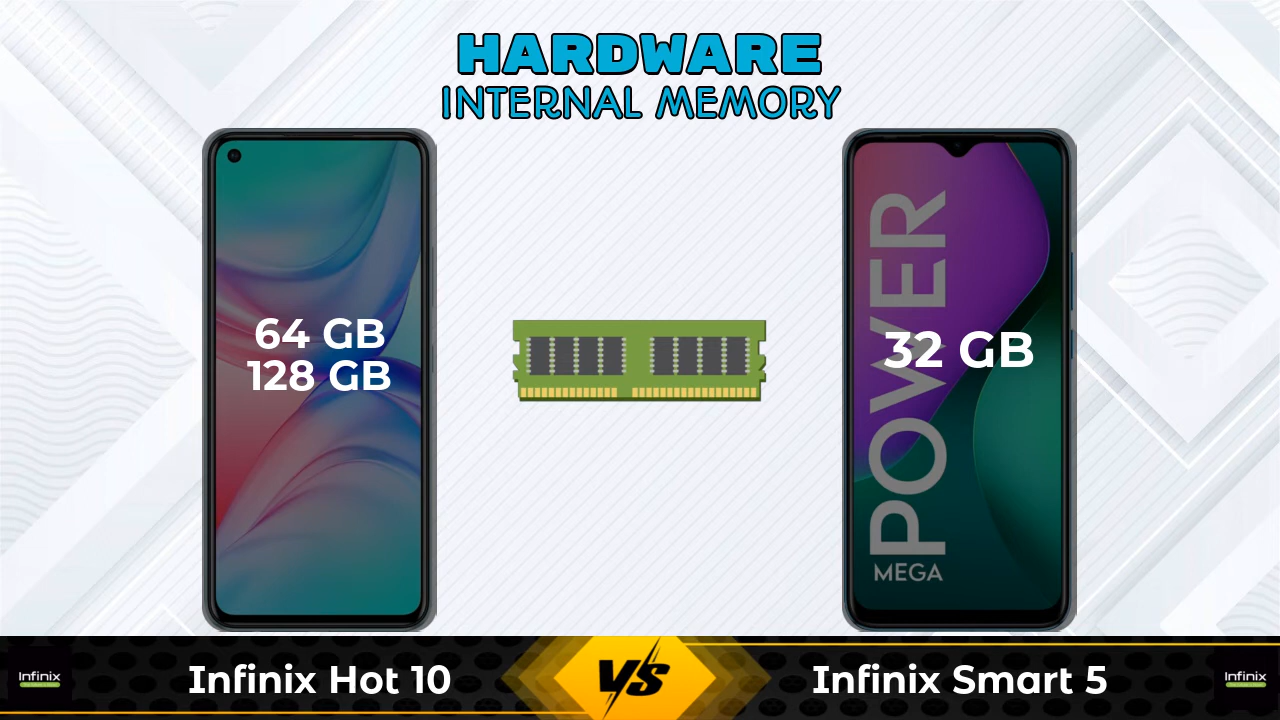 HARDWARE
INTERNAL MEMORY
64 GB
128 GB
32 GB
POWER
MEGA
Infinix
Infinix Hot 10
VS
Infinix Smart 5
Infinix